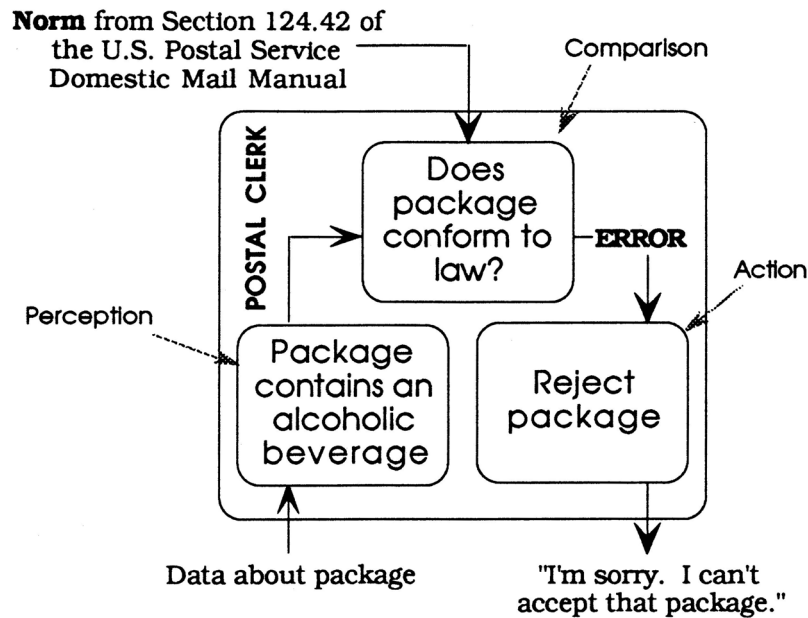 Norm from Section 124.42 of
the U.S. Postal Service
Domestic Mail Manual
Comparison
POSTAL CLERK
Does
package
conform to
law?
ERROR
Action
Perception
Package
contains an
alcoholic
beverage
Reject
package
Data about package
"I'm sorry. I can't
accept that package."